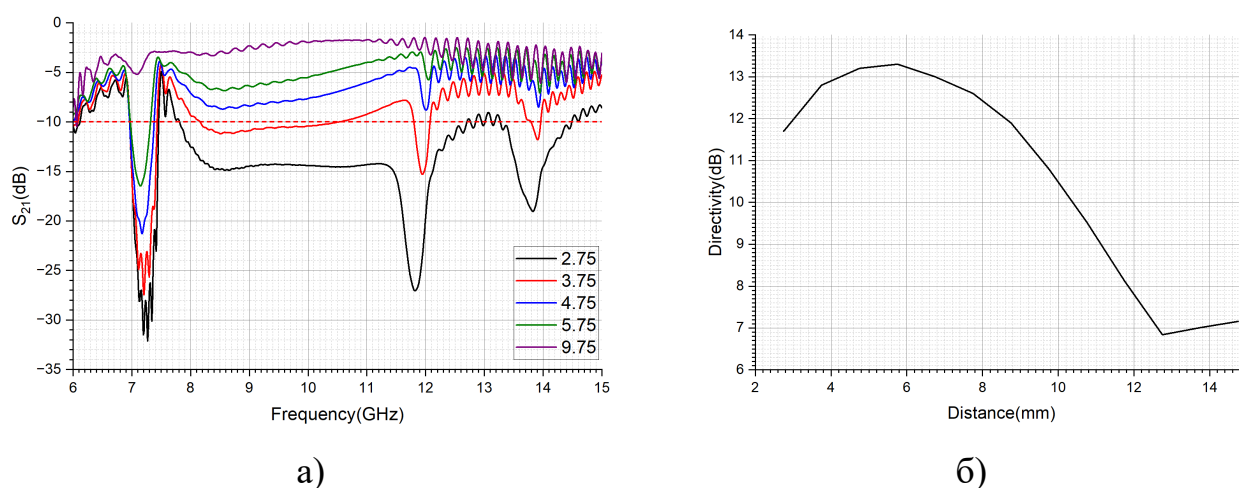 0
−5
−10
−15
−20
−25
−30
−35
S₂₁(dB)
6 7 8 9 10 11 12 13 14 15
Frequency(GHz)
2.75
3.75
4.75
5.75
9.75
а)
14
13
12
11
10
9
8
7
6
Directivity(dB)
2 4 6 8 10 12 14
Distance(mm)
б)